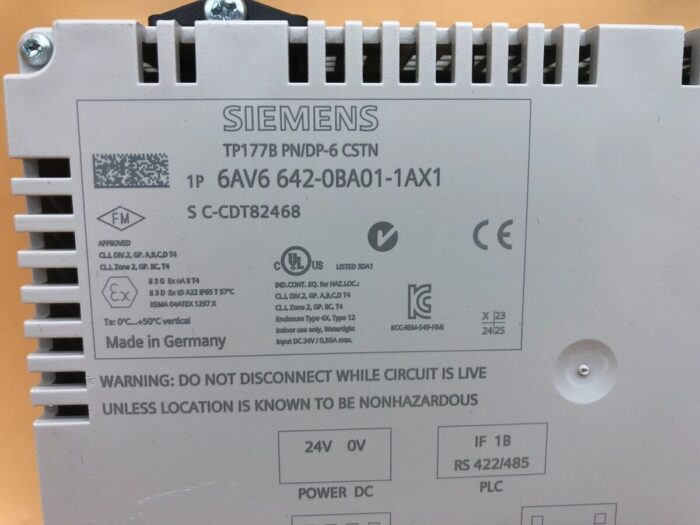 SIEMENS
TP177B PN/DP-6 CSTN
1P 6AV6 642-0BA01-1AX1
S C-CDT82468
FM
APPROVED
CL.I, DIV.2, GP. A,B,C,D T4
CL.I, Zone 2, GP. IIC, T4
Ex
II 3 G Ex nA II T4
II 3 D Ex tD A22 IP65 T 57°C
KEMA 04ATEX 1297 X
Ta: 0°C...+50°C vertical
Made in Germany
C UL US LISTED 3DA1
IND.CONT. EQ. for HAZ.LOC.:
CL.I, DIV.2, GP. A,B,C,D T4
CL.I, Zone 2, GP. IIC, T4
Enclosure Type 4X, Type 12
Indoor use only, Watertight
Input DC 24V / 0,55A max.
CE
KCC-REM-S49-HMI
X 23
24 25
WARNING: DO NOT DISCONNECT WHILE CIRCUIT IS LIVE
UNLESS LOCATION IS KNOWN TO BE NONHAZARDOUS
24V 0V
POWER DC
IF 1B
RS 422/485
PLC